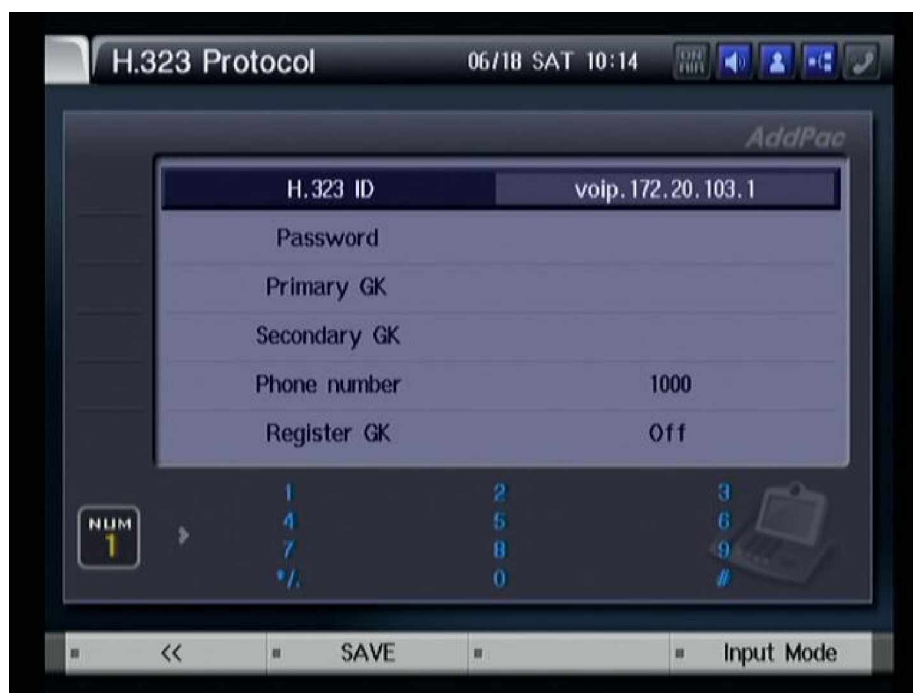 H.323 Protocol 06/18 SAT 10:14 ON AIR
AddPac
H.323 ID voip.172.20.103.1
Password
Primary GK
Secondary GK
Phone number 1000
Register GK Off
1 2 3
NUM 4 5 6
1 7 8 9
*/. 0 #
<< SAVE Input Mode